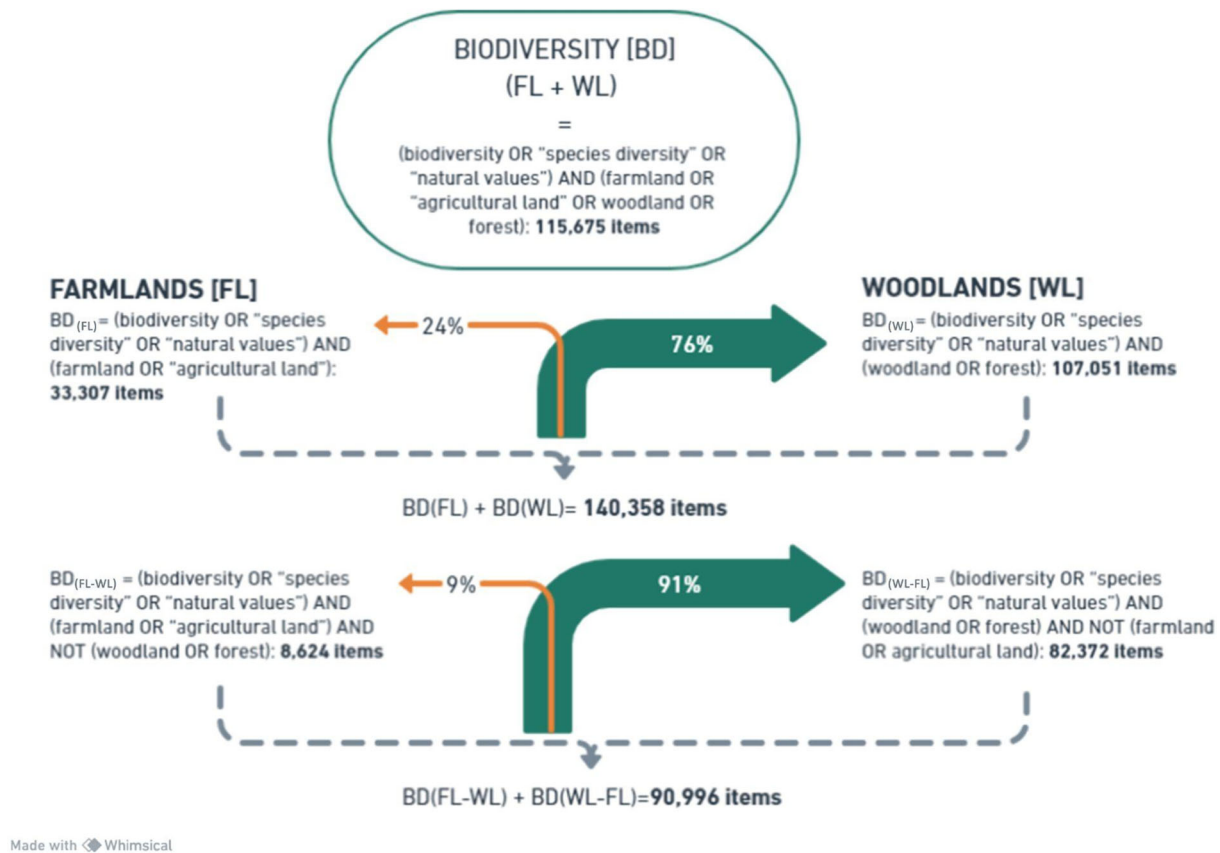 BIODIVERSITY [BD]
(FL + WL)
=
(biodiversity OR "species diversity" OR
"natural values") AND (farmland OR
"agricultural land" OR woodland OR
forest): 115,675 items
FARMLANDS [FL]
BD(FL)= (biodiversity OR "species
diversity" OR "natural values") AND
(farmland OR "agricultural land"):
33,307 items
24%
76%
WOODLANDS [WL]
BD(WL)= (biodiversity OR "species
diversity" OR "natural values") AND
(woodland OR forest): 107,051 items
BD(FL) + BD(WL)= 140,358 items
BD(FL-WL) = (biodiversity OR "species
diversity" OR "natural values") AND
(farmland OR "agricultural land") AND
NOT (woodland OR forest): 8,624 items
9%
91%
BD(WL-FL) = (biodiversity OR "species
diversity" OR "natural values") AND
(woodland OR forest) AND NOT (farmland
OR agricultural land): 82,372 items
BD(FL-WL) + BD(WL-FL)=90,996 items
Made with Whimsical